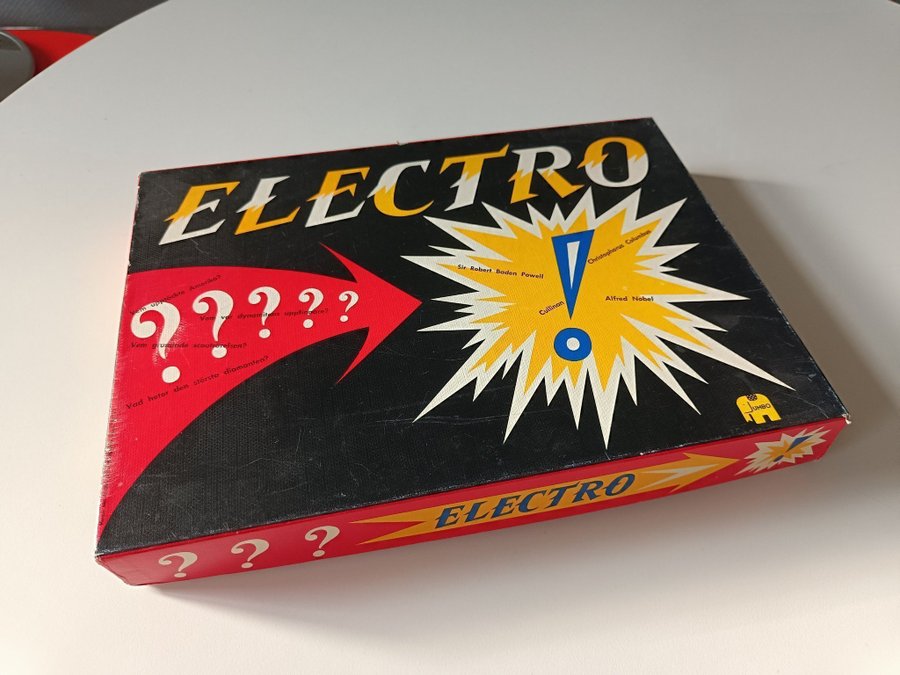 ELECTRO
Vem upptäckte Amerika?
?????
Vem var dynamitens uppfinnare?
Vem grundade scoutrörelsen?
Vad heter den största diamanten?
Sir Robert Baden Powell
Christopherus Columbus
!
Cullinan
Alfred Nobel
JUMBO
? ? ?
ELECTRO
!